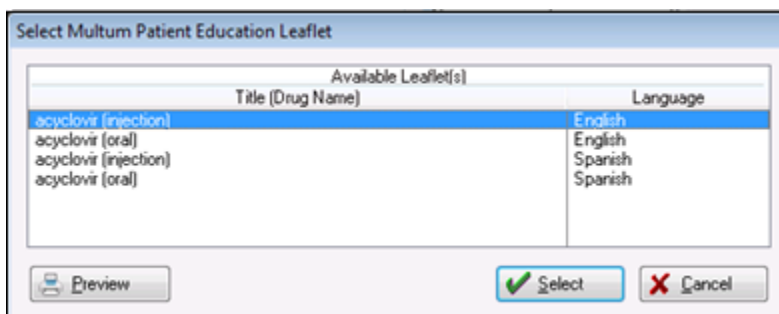 Select Multum Patient Education Leaflet
Available Leaflet(s)
Title (Drug Name) Language
acyclovir (injection) English
acyclovir (oral) English
acyclovir (injection) Spanish
acyclovir (oral) Spanish
Preview Select Cancel